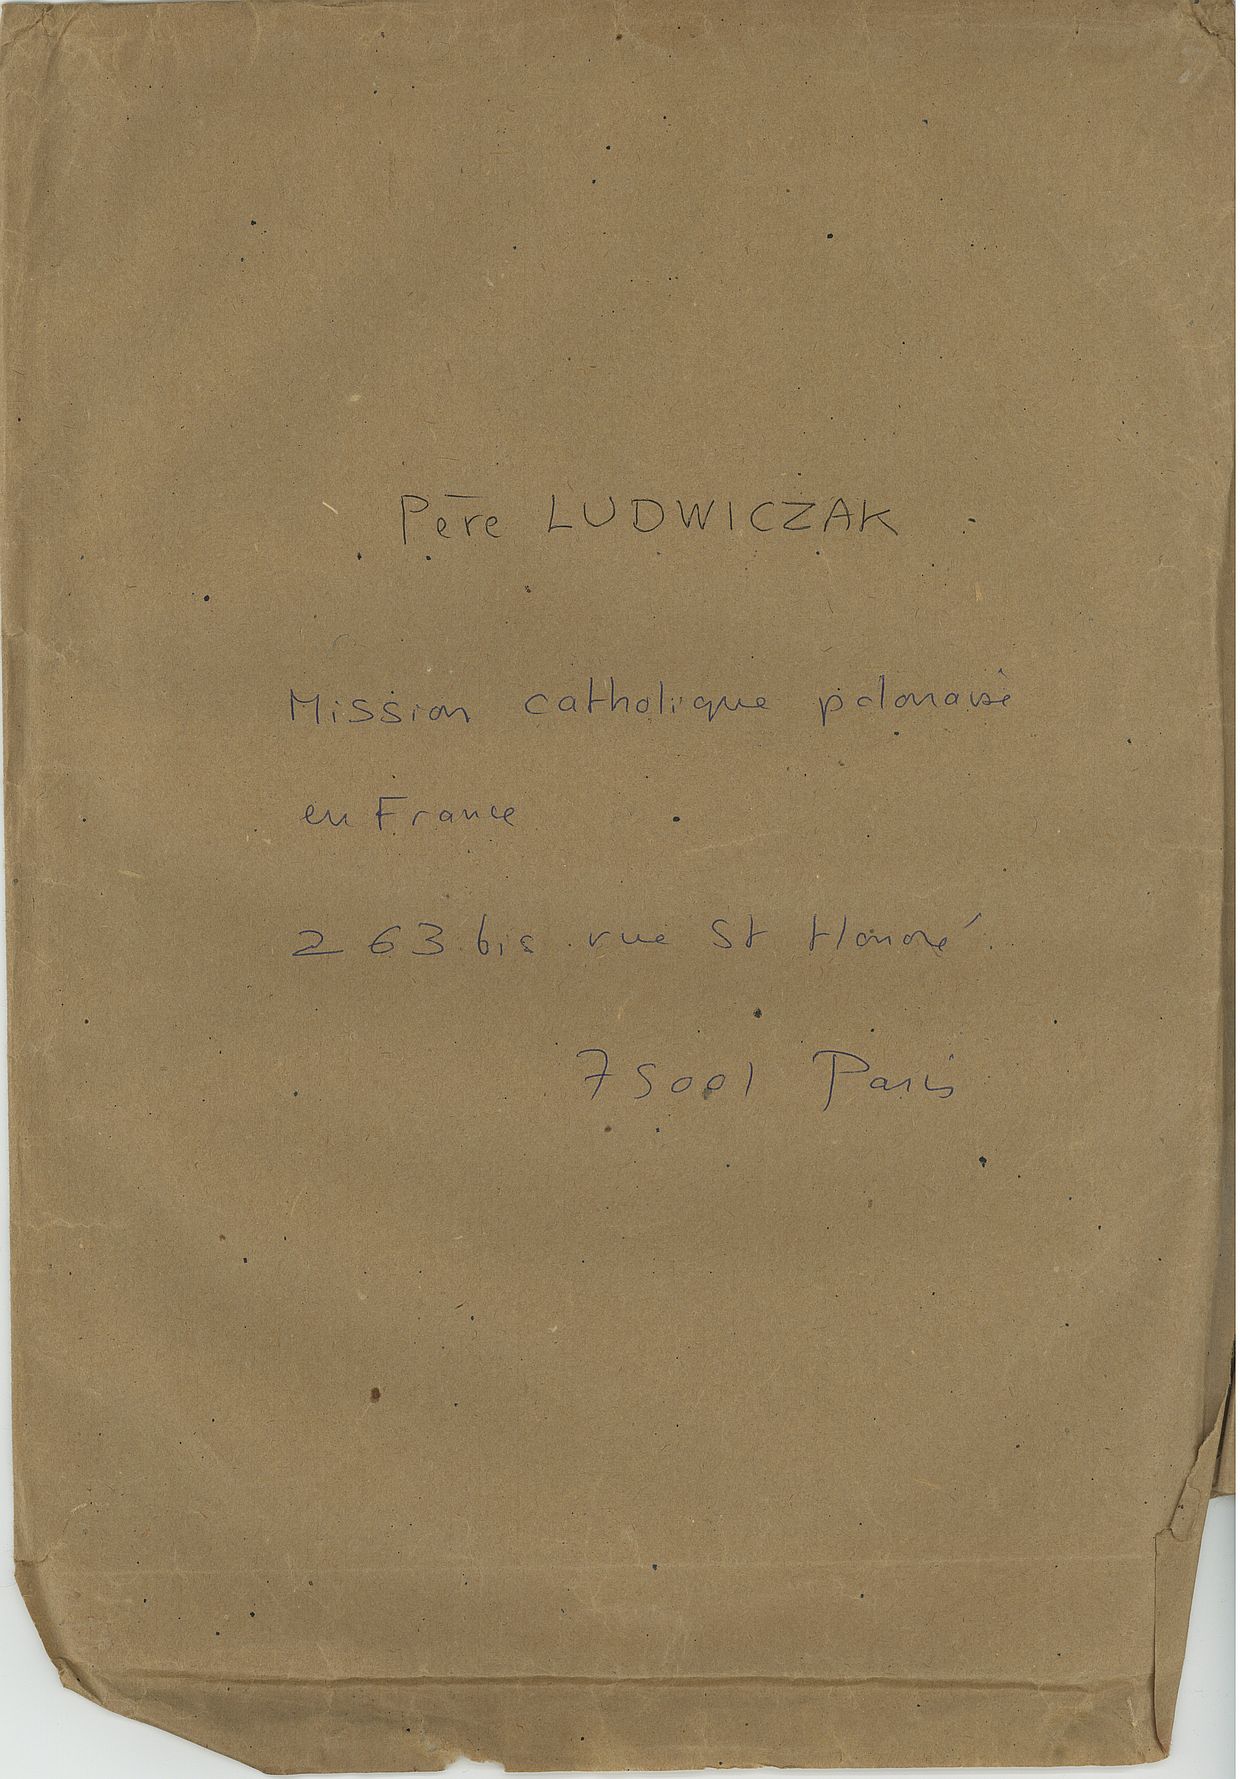 Père LUDWICZAK
Mission catholique polonaise
en France
263 bis rue St Honoré.
75001 Paris